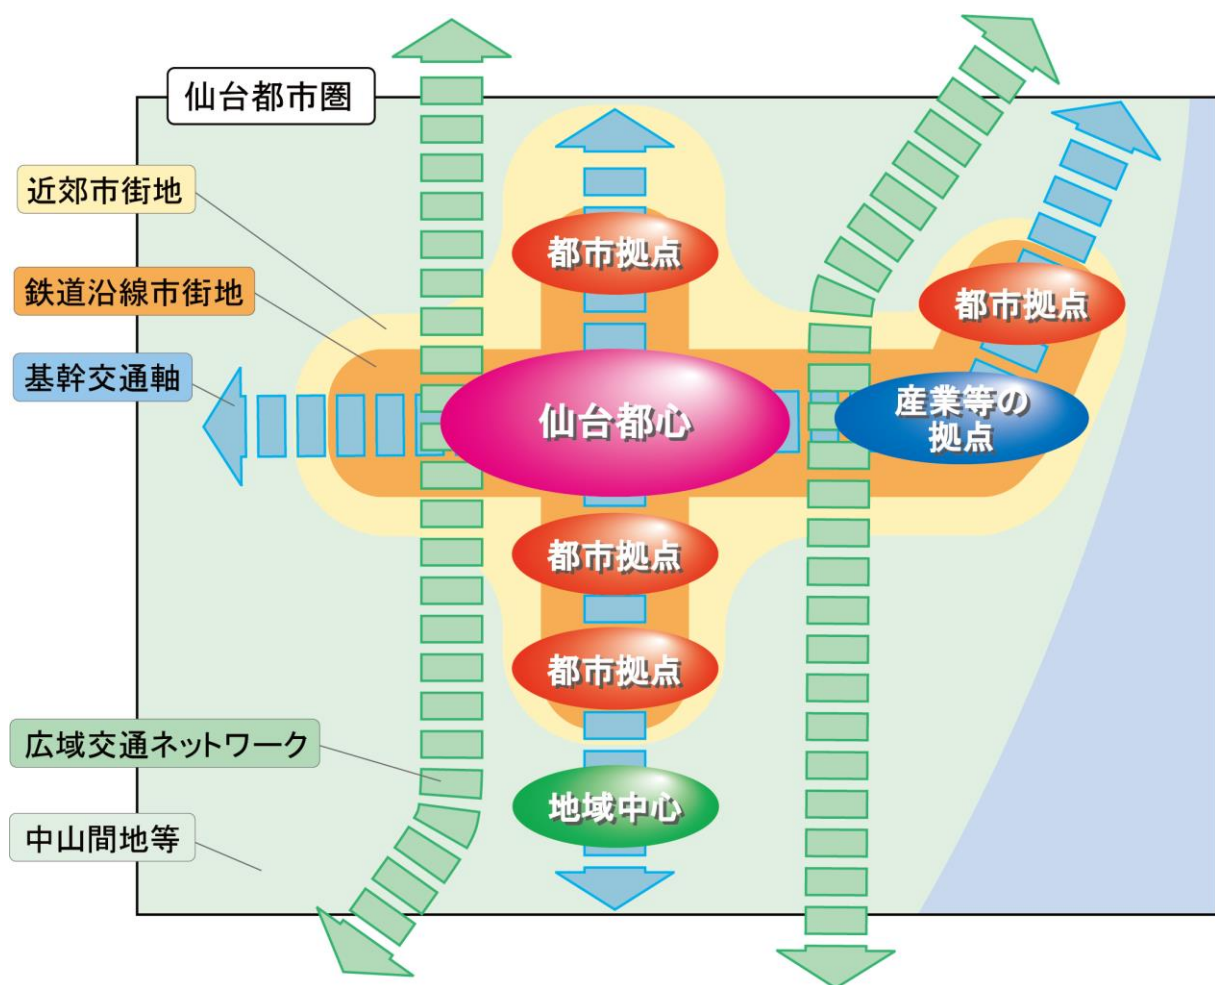 仙台都市圏
近郊市街地
鉄道沿線市街地
基幹交通軸
広域交通ネットワーク
中山間地等
都市拠点
都市拠点
仙台都心
産業等の
拠点
都市拠点
都市拠点
地域中心